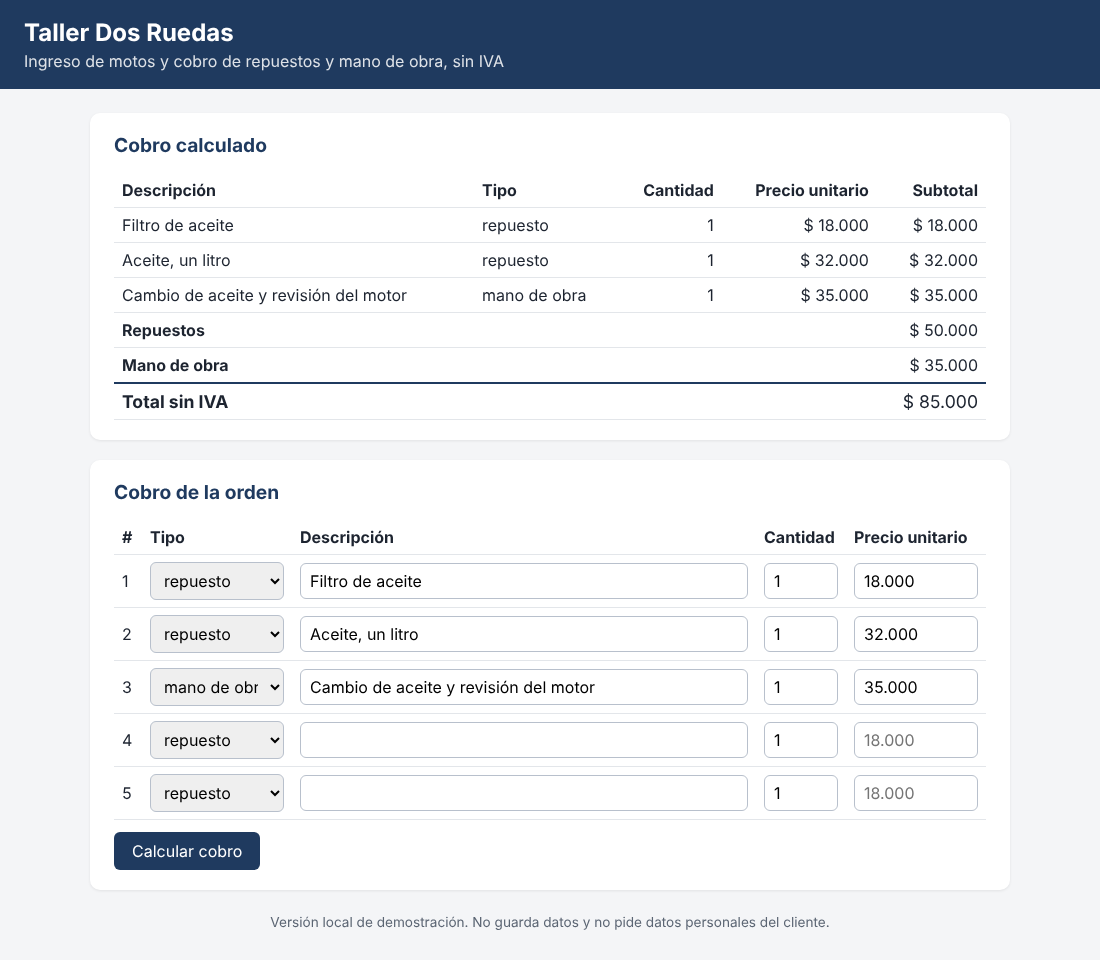 Taller Dos Ruedas
Ingreso de motos y cobro de repuestos y mano de obra, sin IVA
Cobro calculado
Descripción Tipo Cantidad Precio unitario Subtotal
Filtro de aceite repuesto 1 $ 18.000 $ 18.000
Aceite, un litro repuesto 1 $ 32.000 $ 32.000
Cambio de aceite y revisión del motor mano de obra 1 $ 35.000 $ 35.000
Repuestos $ 50.000
Mano de obra $ 35.000
Total sin IVA $ 85.000
Cobro de la orden
# Tipo Descripción Cantidad Precio unitario
1 repuesto Filtro de aceite 1 18.000
2 repuesto Aceite, un litro 1 32.000
3 mano de obr Cambio de aceite y revisión del motor 1 35.000
4 repuesto 1 18.000
5 repuesto 1 18.000
Calcular cobro
Versión local de demostración. No guarda datos y no pide datos personales del cliente.